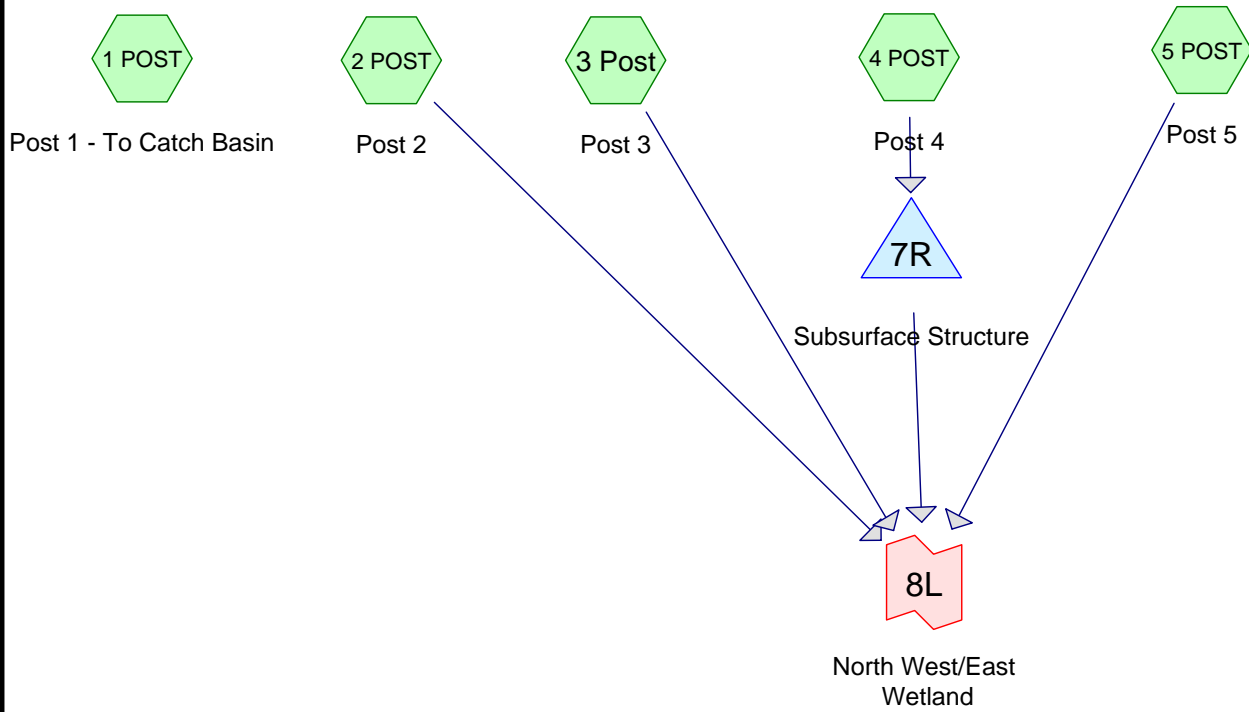 1 POST
2 POST
3 Post
4 POST
5 POST
Post 1 - To Catch Basin
Post 2
Post 3
Post 4
Post 5
7R
Subsurface Structure
8L
North West/East
Wetland